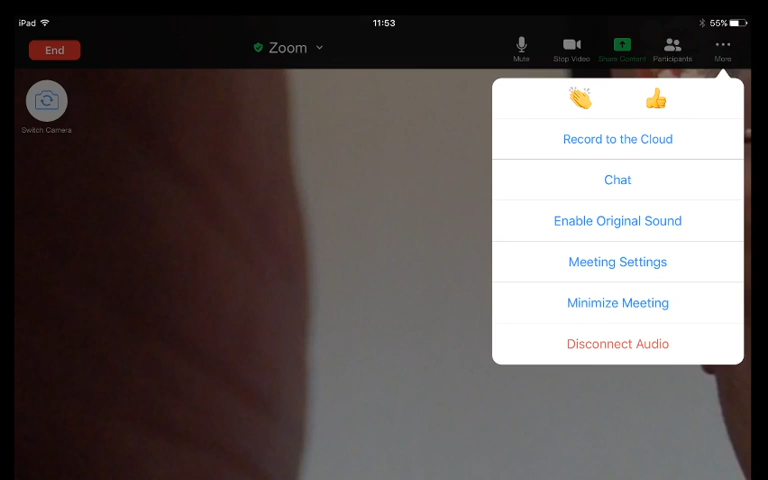 iPad 11:53 55%
End Zoom
Mute Stop Video Share Content Participants More
Switch Camera
Record to the Cloud
Chat
Enable Original Sound
Meeting Settings
Minimize Meeting
Disconnect Audio